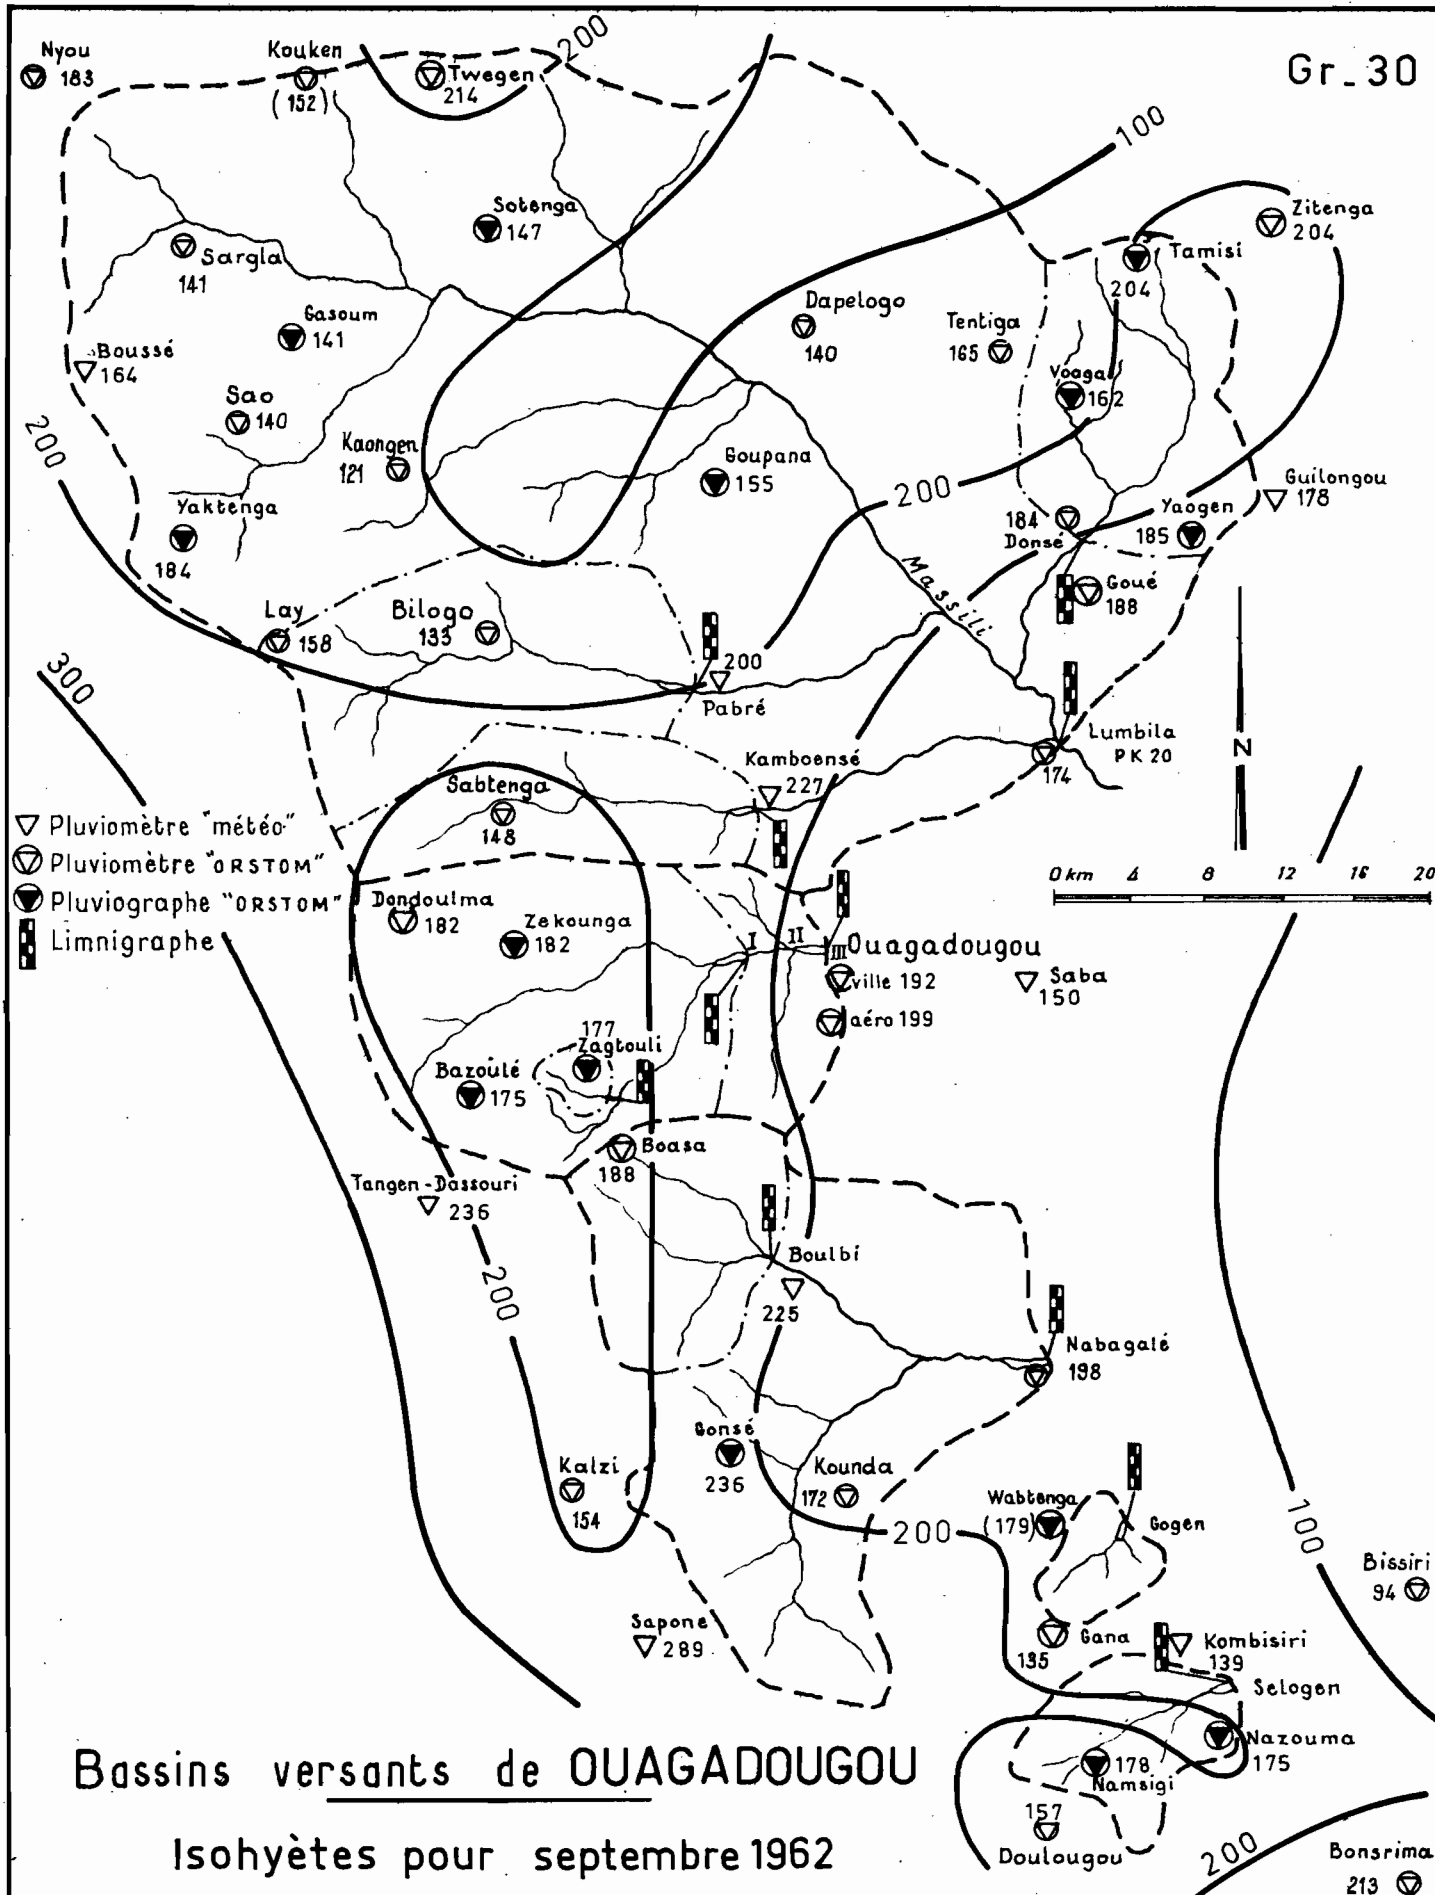 Gr_30
Nyou
183
Kouken
(152)
Twegen
214
200
100
Sotenga
147
Zitenga
204
Tamisi
204
Sargla
141
Gasoum
141
Dapelogo
140
Tentiga
165
Boussé
164
Voaga
162
Sao
140
200
Kaongen
121
Goupana
155
200
Guilongou
178
Yaktenga
184
184
Donsé
Yaogen
185
Massili
Goué
188
Lay
158
Bilogo
133
300
200
Pabré
Lumbila
PK 20
174
N
Kamboensé
227
Sabtenga
148
▽ Pluviomètre "météo"
Pluviomètre "ORSTOM"
Pluviographe "ORSTOM"
Limnigraphe
0 km 4 8 12 16 20
Dondoulma
182
Zekounga
182
I II III
Ouagadougou
ville 192
Saba
150
aéro 199
177
Zagtouli
Bazoulé
175
Boasa
188
Tangen-Dassouri
236
200
Boulbi
225
Nabagalé
198
Gonsé
236
Kalzi
154
Kounda
172
Wabtenga
(179)
Gogen
200
100
Bissiri
94
Sapone
289
Gana
135
Kombisiri
139
Selogen
Nazouma
175
178
Namsigi
157
Doulougou
200
Bonsrima
213
Bassins versants de OUAGADOUGOU
Isohyètes pour septembre 1962